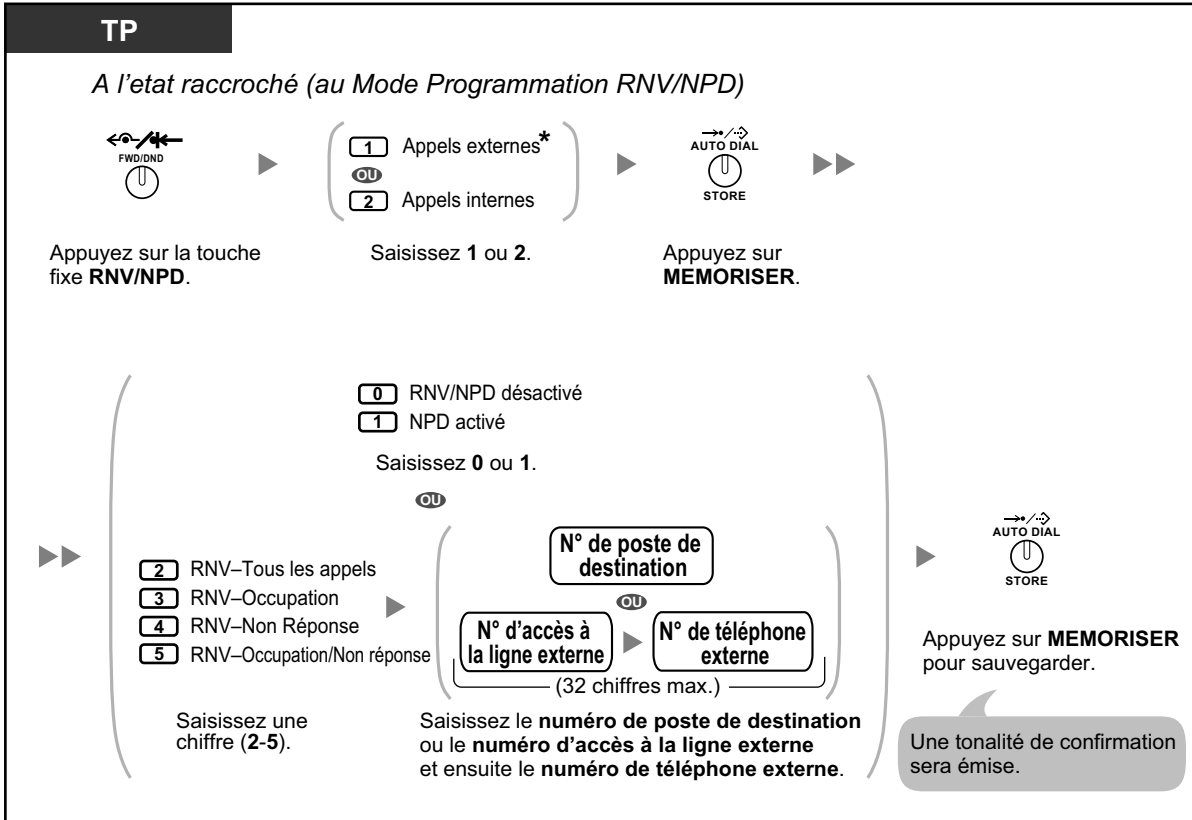 TP
A l'etat raccroché (au Mode Programmation RNV/NPD)
FWD/DND
1 Appels externes*
OU
2 Appels internes
AUTO DIAL
STORE
Appuyez sur la touche
fixe RNV/NPD.
Saisissez 1 ou 2.
Appuyez sur
MEMORISER.
0 RNV/NPD désactivé
1 NPD activé
Saisissez 0 ou 1.
OU
2 RNV–Tous les appels
3 RNV–Occupation
4 RNV–Non Réponse
5 RNV–Occupation/Non réponse
Saisissez une
chiffre (2-5).
N° de poste de
destination
OU
N° d'accès à
la ligne externe
N° de téléphone
externe
(32 chiffres max.)
Saisissez le numéro de poste de destination
ou le numéro d'accès à la ligne externe
et ensuite le numéro de téléphone externe.
AUTO DIAL
STORE
Appuyez sur MEMORISER
pour sauvegarder.
Une tonalité de confirmation
sera émise.